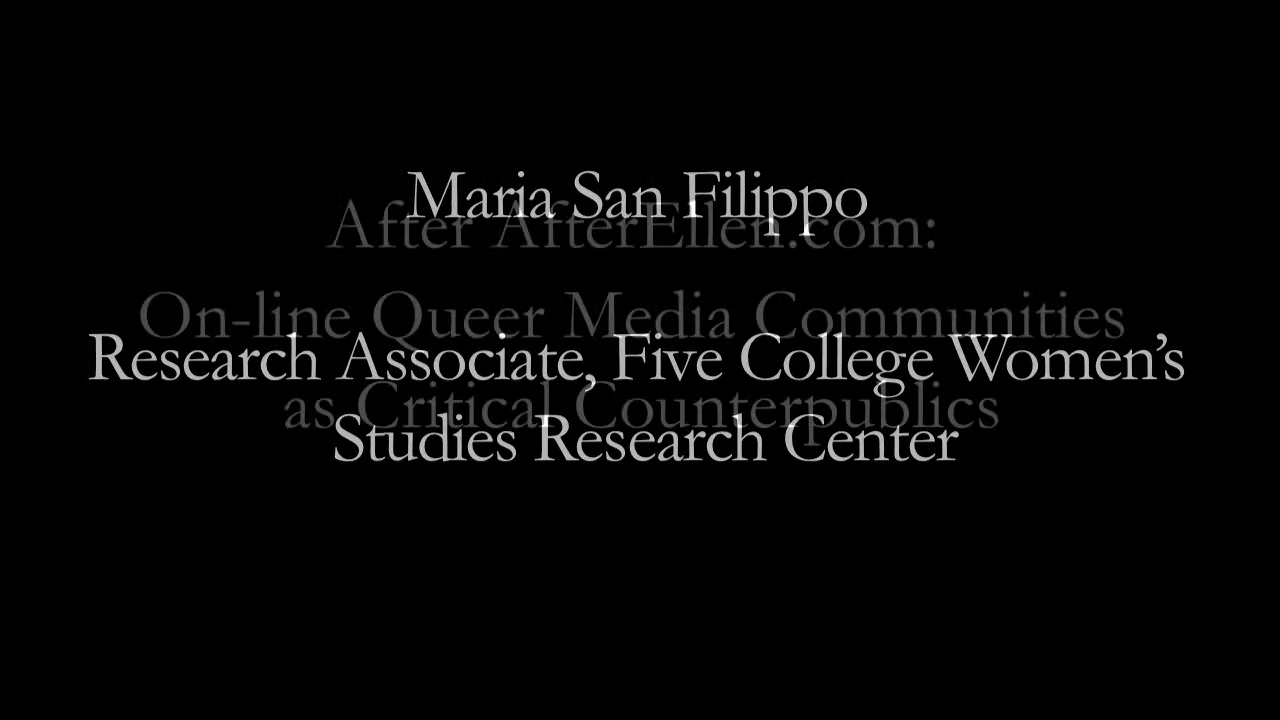 Maria San Filippo
After AfterEllen.com:
On-line Queer Media Communities
Research Associate, Five College Women’s
as Critical Counterpublics
Studies Research Center